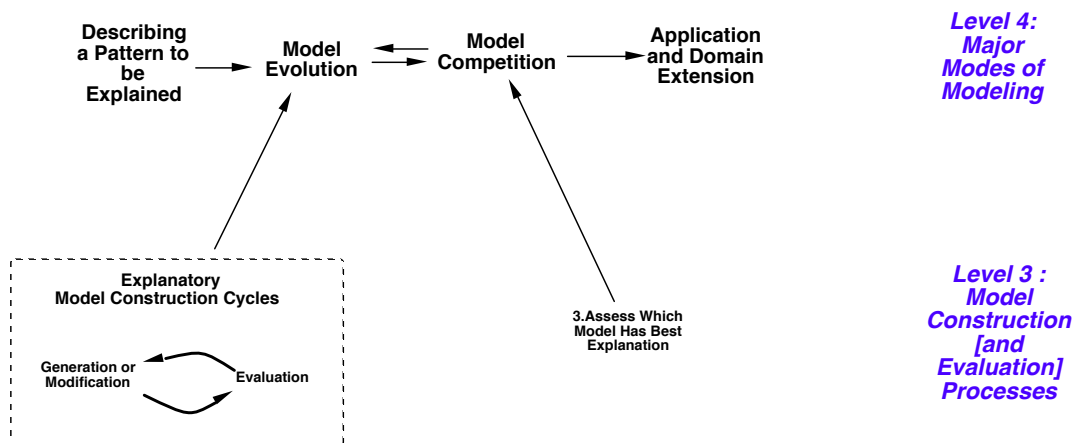 Describing
a Pattern to
be
Explained
Model
Evolution
Model
Competition
Application
and Domain
Extension
Level 4:
Major
Modes of
Modeling
Explanatory
Model Construction Cycles
Generation or
Modification
Evaluation
3.Assess Which
Model Has Best
Explanation
Level 3 :
Model
Construction
[and
Evaluation]
Processes